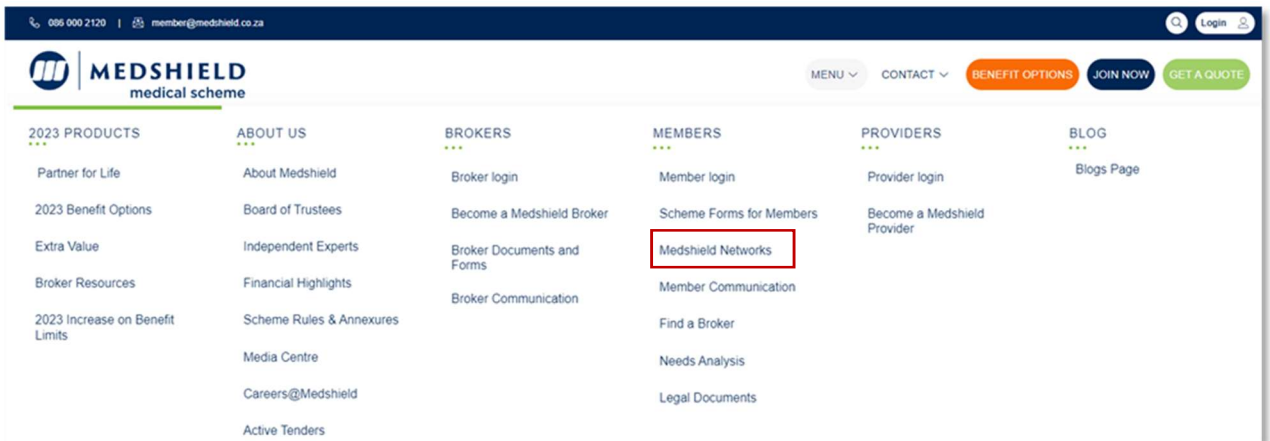 086 000 2120 | member@medshield.co.za
Login
MEDSHIELD
medical scheme
MENU
CONTACT
BENEFIT OPTIONS
JOIN NOW
GET A QUOTE
2023 PRODUCTS
Partner for Life
2023 Benefit Options
Extra Value
Broker Resources
2023 Increase on Benefit
Limits
ABOUT US
About Medshield
Board of Trustees
Independent Experts
Financial Highlights
Scheme Rules & Annexures
Media Centre
Careers@Medshield
Active Tenders
BROKERS
Broker login
Become a Medshield Broker
Broker Documents and
Forms
Broker Communication
MEMBERS
Member login
Scheme Forms for Members
Medshield Networks
Member Communication
Find a Broker
Needs Analysis
Legal Documents
PROVIDERS
Provider login
Become a Medshield
Provider
BLOG
Blogs Page